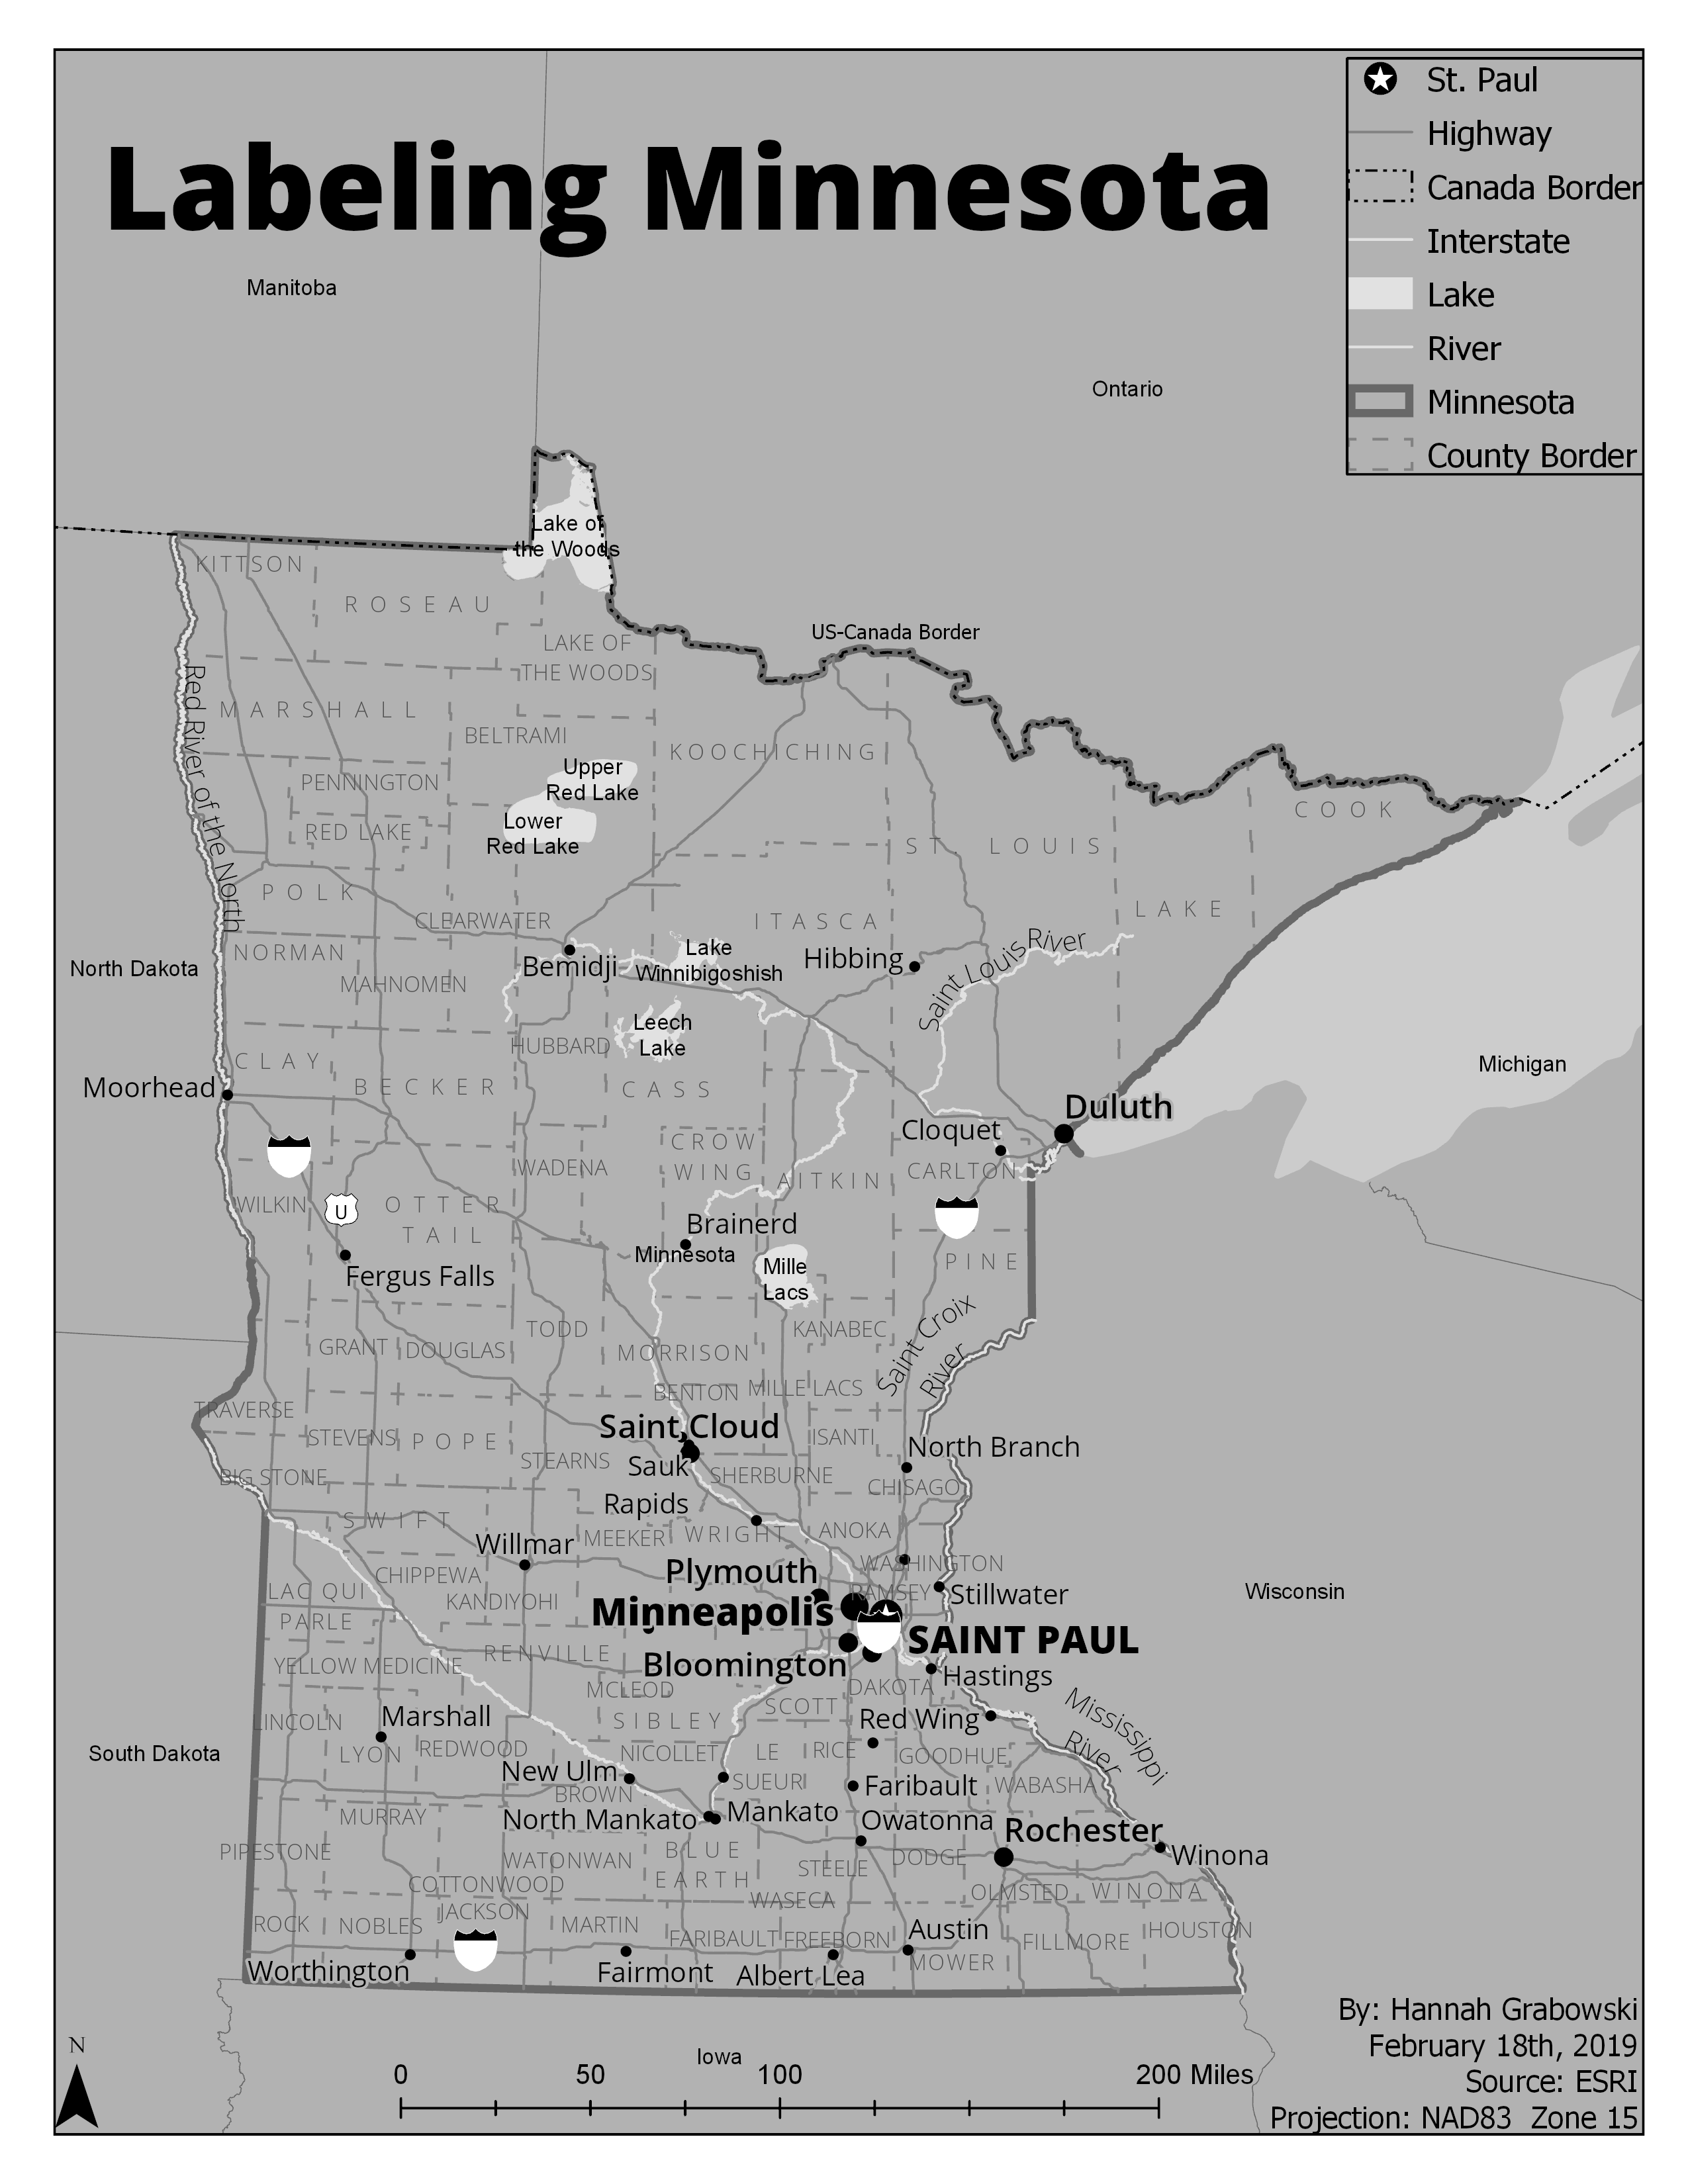 Labeling Minnesota
St. Paul
Highway
Canada Border
Interstate
Lake
River
Minnesota
County Border
Manitoba
Ontario
Lake of
the Woods
KITTSON
ROSEAU
LAKE OF
THE WOODS
US-Canada Border
Red River of the North
MARSHALL
BELTRAMI
KOOCHICHING
PENNINGTON
Upper
Red Lake
RED LAKE
Lower
Red Lake
COOK
ST. LOUIS
POLK
CLEARWATER
ITASCA
LAKE
NORMAN
North Dakota
MAHNOMEN
Bemidji
Lake
Winnibigoshish
Hibbing
Saint Louis River
Leech
Lake
HUBBARD
CLAY
BECKER
CASS
Moorhead
Michigan
Duluth
Cloquet
CARLTON
CROW
WING
WADENA
AITKIN
WILKIN
U
OTTER
TAIL
Brainerd
Minnesota
Mille
Lacs
PINE
Fergus Falls
Saint Croix
River
TODD
KANABEC
GRANT
DOUGLAS
MORRISON
BENTON
MILLE LACS
TRAVERSE
STEVENS
POPE
Saint Cloud
ISANTI
North Branch
STEARNS
Sauk
Rapids
SHERBURNE
CHISAGO
BIG STONE
SWIFT
Willmar
MEEKER
WRIGHT
ANOKA
WASHINGTON
CHIPPEWA
Plymouth
RAMSEY
Stillwater
Wisconsin
LAC QUI
PARLE
KANDIYOHI
Minneapolis
SAINT PAUL
RENVILLE
YELLOW MEDICINE
Bloomington
Hastings
MCLEOD
DAKOTA
SCOTT
Mississippi
River
LINCOLN
Marshall
SIBLEY
Red Wing
LYON
REDWOOD
NICOLLET
LE
SUEUR
RICE
GOODHUE
South Dakota
New Ulm
BROWN
Faribault
WABASHA
MURRAY
North Mankato
Mankato
Owatonna
Rochester
Winona
PIPESTONE
BLUE
EARTH
WATONWAN
STEELE
DODGE
COTTONWOOD
WASECA
OLMSTED
WINONA
ROCK
NOBLES
JACKSON
MARTIN
FARIBAULT
FREEBORN
Austin
MOWER
FILLMORE
HOUSTON
Worthington
Fairmont
Albert Lea
Iowa
N
0 50 100 200 Miles
By: Hannah Grabowski
February 18th, 2019
Source: ESRI
Projection: NAD83 Zone 15